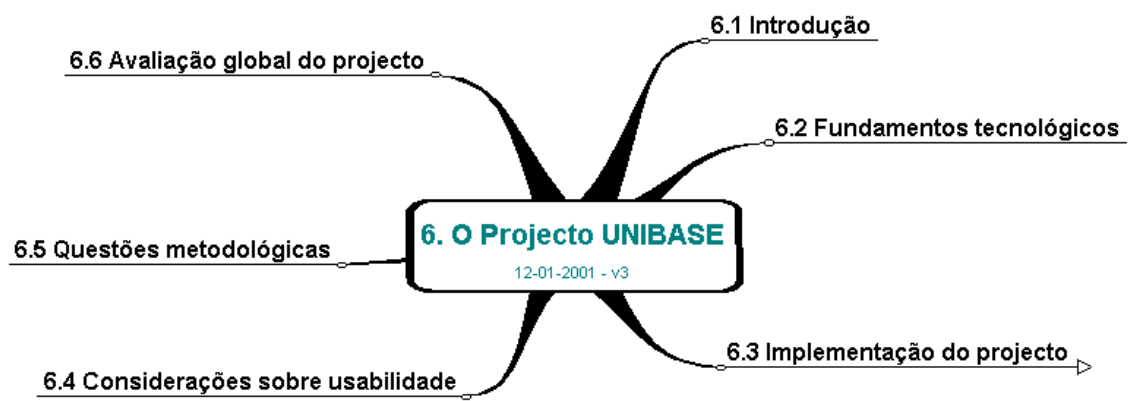 6. O Projecto UNIBASE
12-01-2001 - v3
6.1 Introdução
6.2 Fundamentos tecnológicos
6.3 Implementação do projecto
6.4 Considerações sobre usabilidade
6.5 Questões metodológicas
6.6 Avaliação global do projecto